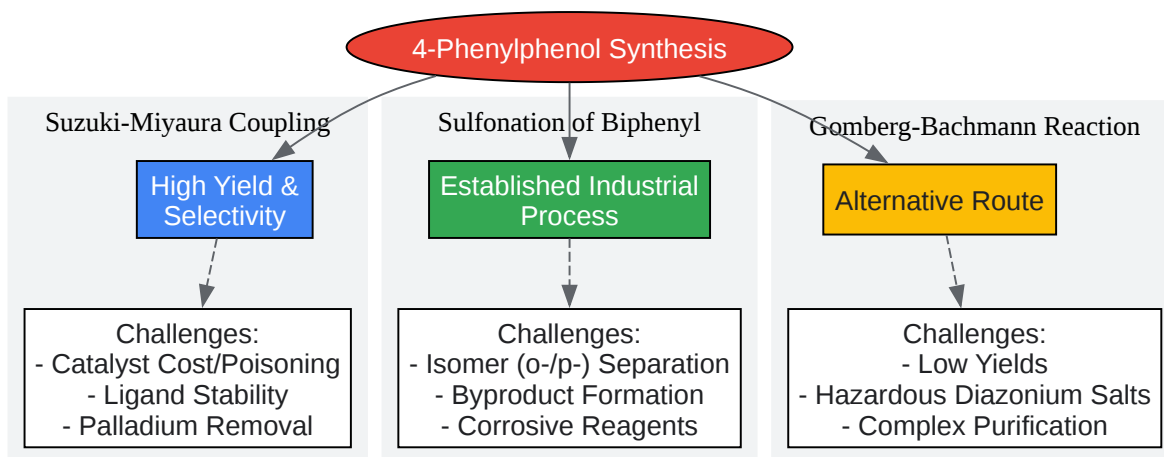 4-Phenylphenol Synthesis
Suzuki-Miyaura Coupling
High Yield &
Selectivity
Challenges:
- Catalyst Cost/Poisoning
- Ligand Stability
- Palladium Removal
Sulfonation of Biphenyl
Established Industrial
Process
Challenges:
- Isomer (o-/p-) Separation
- Byproduct Formation
- Corrosive Reagents
Gomberg-Bachmann Reaction
Alternative Route
Challenges:
- Low Yields
- Hazardous Diazonium Salts
- Complex Purification